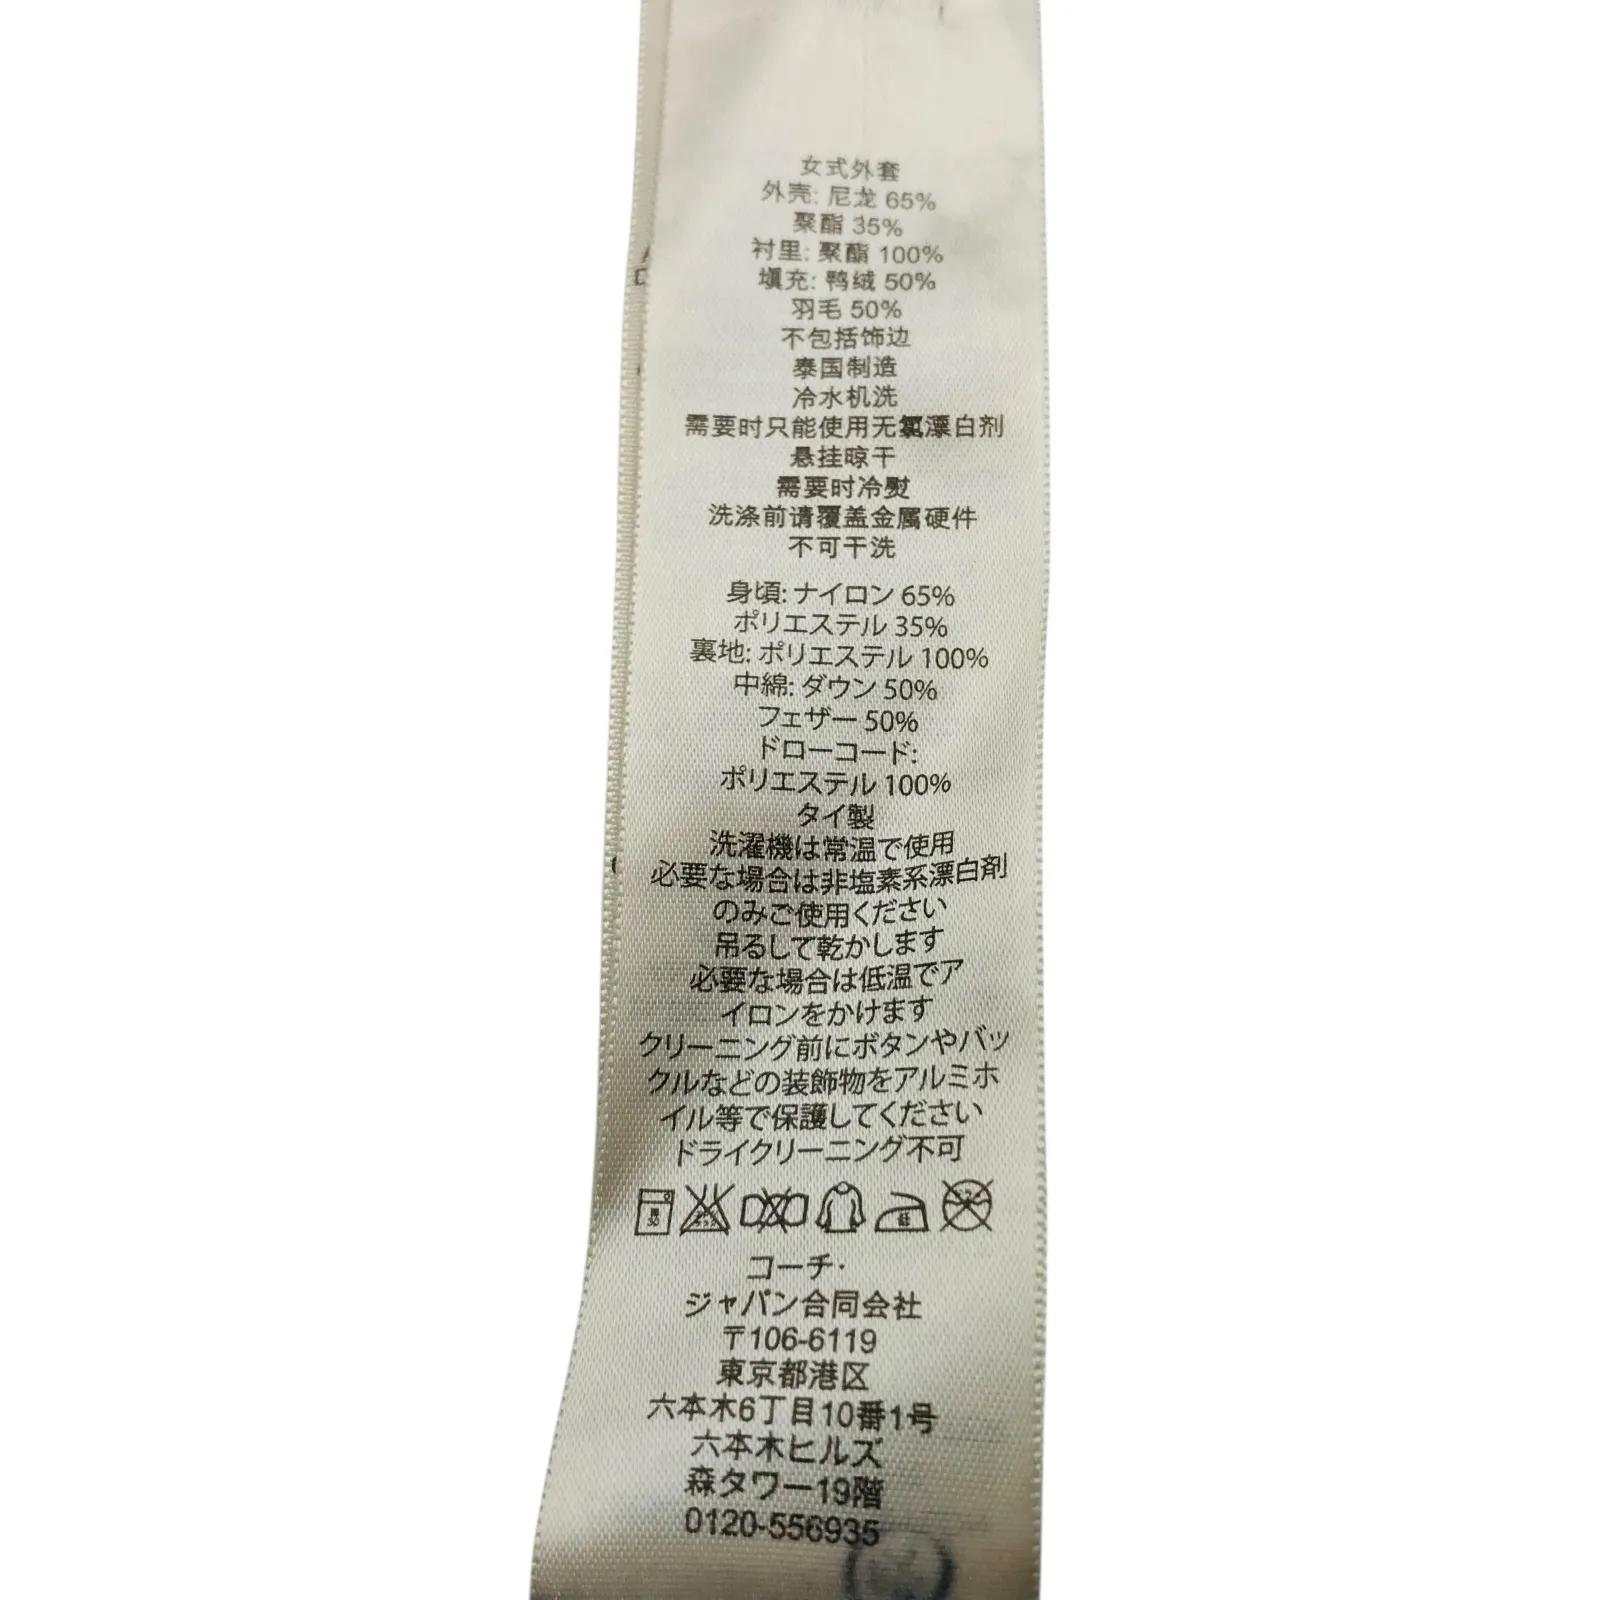 女式外套
外壳: 尼龙 65%
聚酯 35%
衬里: 聚酯 100%
填充: 鸭绒 50%
羽毛 50%
不包括饰边
泰国制造
冷水机洗
需要时只能使用无氯漂白剂
悬挂晾干
需要时冷熨
洗涤前请覆盖金属硬件
不可干洗
身頃: ナイロン 65%
ポリエステル 35%
裏地: ポリエステル 100%
中綿: ダウン 50%
フェザー 50%
ドローコード:
ポリエステル 100%
タイ製
洗濯機は常温で使用
必要な場合は非塩素系漂白剤
のみご使用ください
吊るして乾かします
必要な場合は低温でア
イロンをかけます
クリーニング前にボタンやバッ
クルなどの装飾物をアルミホ
イル等で保護してください
ドライクリーニング不可
低
コーチ・
ジャパン合同会社
〒106-6119
東京都港区
六本木6丁目10番1号
六本木ヒルズ
森タワー19階
0120-556935